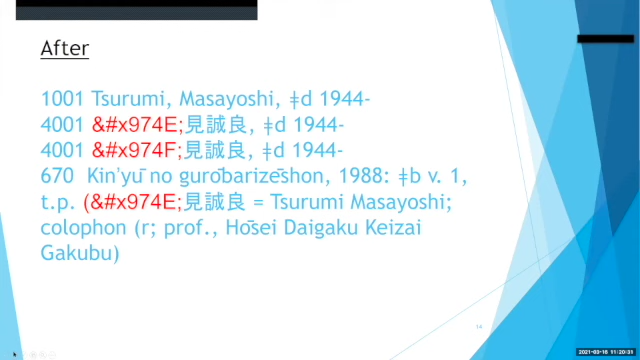 After
1001 Tsurumi, Masayoshi, ǂd 1944-
4001 &#x974E;見誠良, ǂd 1944-
4001 &#x974F;見誠良, ǂd 1944-
670 Kin'yū no gurōbarizēshon, 1988: ǂb v. 1,
t.p. (&#x974E;見誠良 = Tsurumi Masayoshi;
colophon (r; prof., Hōsei Daigaku Keizai
Gakubu)
14
2021-03-16 11:20:31